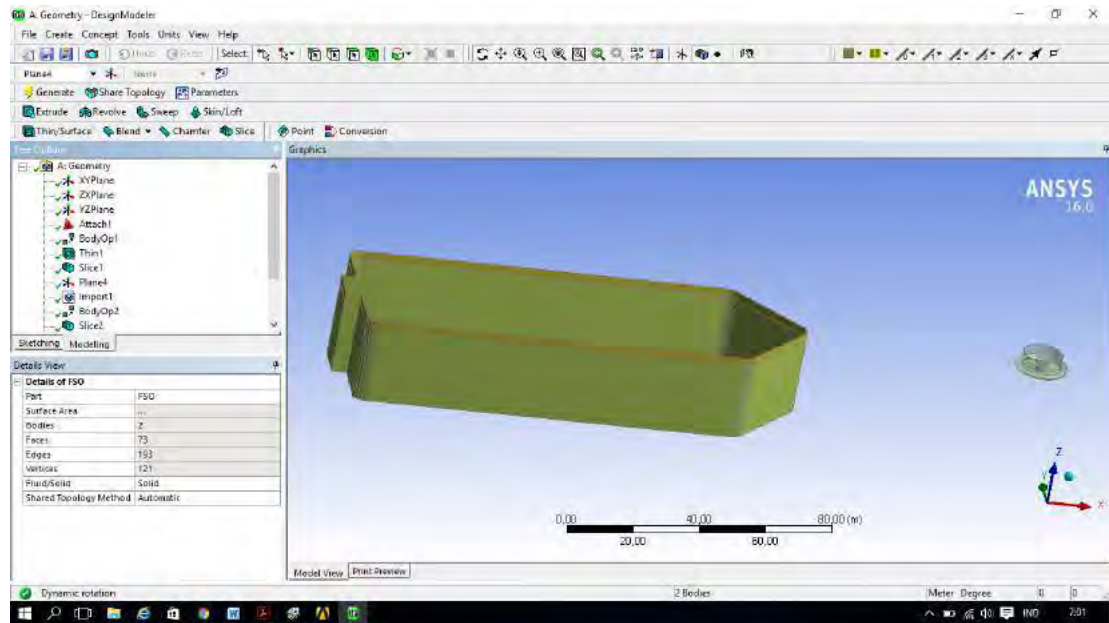 A: Geometry - DesignModeler
File Create Concept Tools Units View Help
Select:
Plane4
Generate Share Topology Parameters
Extrude Revolve Sweep Skin/Loft
Thin/Surface Blend Chamfer Slice Point Conversion
Graphics
A: Geometry
XYPlane
ZXPlane
YZPlane
Attach1
BodyOp1
Thin1
Slice1
Plane4
Import1
BodyOp2
Slice2
Sketching Modeling
Details View
Details of FSO
Part FSO
Surface Area ...
Bodies 2
Faces 73
Edges 193
Vertices 121
Fluid/Solid Solid
Shared Topology Method Automatic
ANSYS
16.0
Z
Y
X
0,00 40,00 80,00 (m)
20,00 60,00
Model View Print Preview
Dynamic rotation 2 Bodies Meter Degree 0 0
IND 2:01